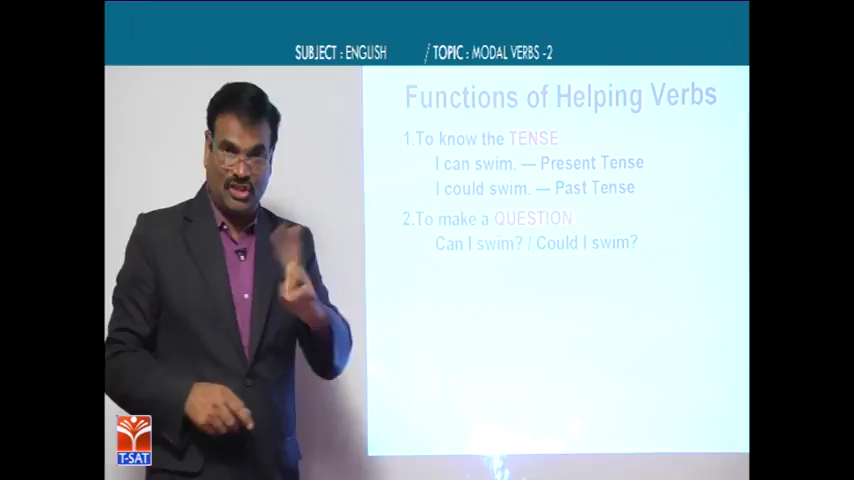 SUBJECT : ENGLISH / TOPIC : MODAL VERBS -2
Functions of Helping Verbs
1.To know the TENSE
I can swim. — Present Tense
I could swim. — Past Tense
2.To make a QUESTION
Can I swim? / Could I swim?
T-SAT